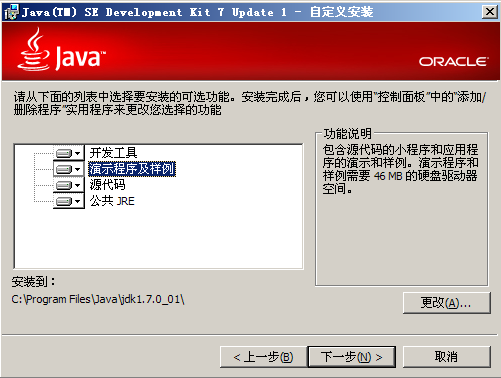 Java(TM) SE Development Kit 7 Update 1 - 自定义安装
Java™
ORACLE®
请从下面的列表中选择要安装的可选功能。安装完成后，您可以使用“控制面板”中的“添加/
删除程序”实用程序来更改您选择的功能
开发工具
演示程序及样例
源代码
公共 JRE
功能说明
包含源代码的小程序和应用程
序的演示和样例。演示程序和
样例需要 46 MB 的硬盘驱动器
空间。
安装到：
C:\Program Files\Java\jdk1.7.0_01\
更改(A)...
< 上一步(B)
下一步(N) >
取消